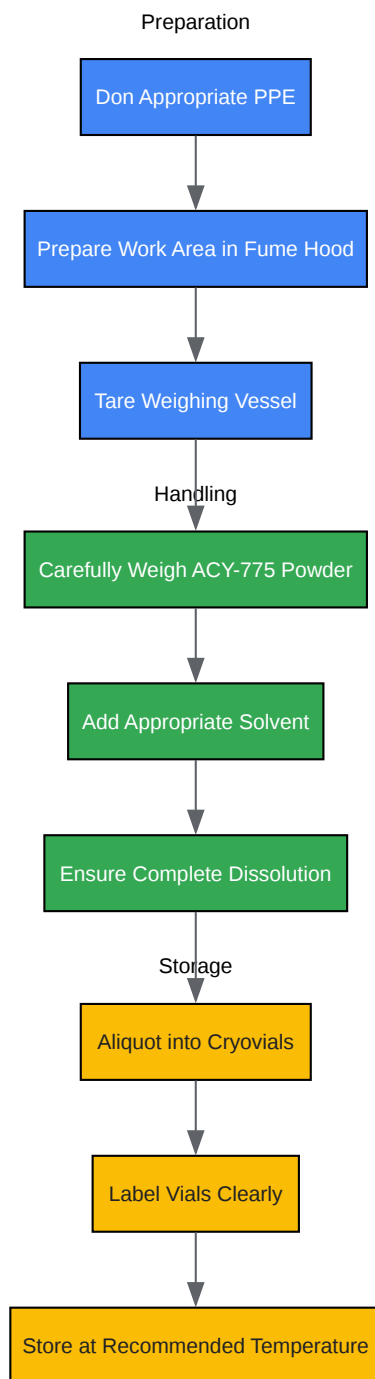 Preparation
Don Appropriate PPE
Prepare Work Area in Fume Hood
Tare Weighing Vessel
Handling
Carefully Weigh ACY-775 Powder
Add Appropriate Solvent
Ensure Complete Dissolution
Storage
Aliquot into Cryovials
Label Vials Clearly
Store at Recommended Temperature